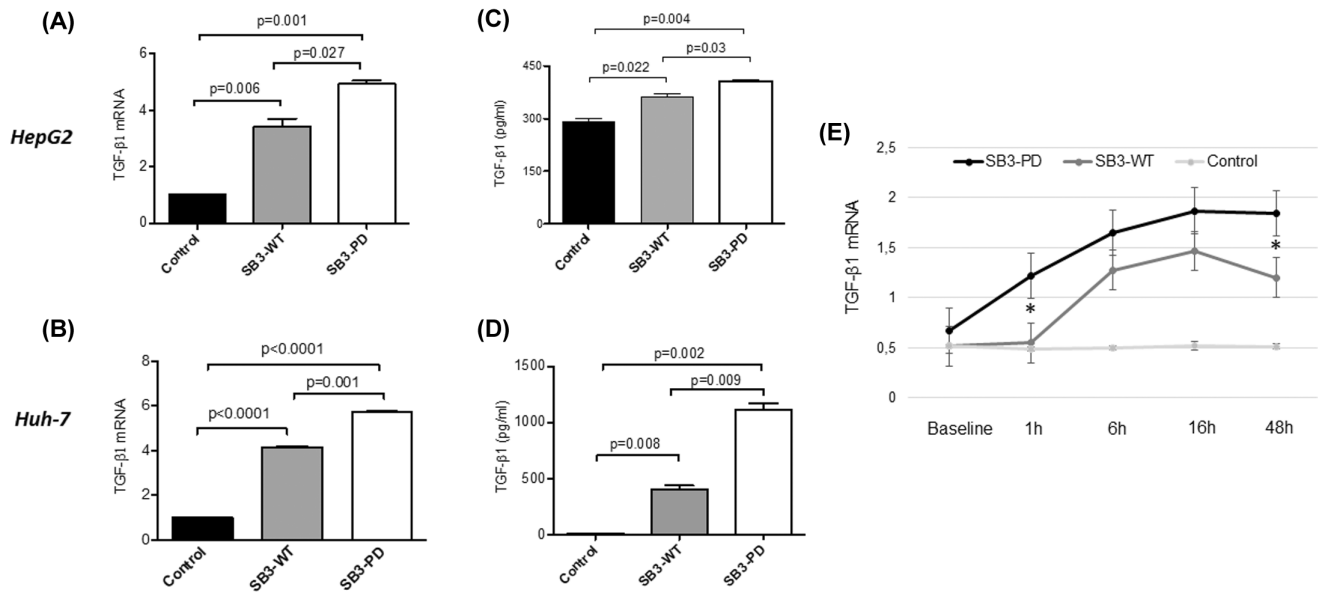 (A)
p=0.001
p=0.027
p=0.006
TGF-β1 mRNA
6
4
2
0
Control
SB3-WT
SB3-PD
HepG2
(C)
p=0.004
p=0.03
p=0.022
TGF-β1 (pg/ml)
450
300
150
0
Control
SB3-WT
SB3-PD
(B)
p<0.0001
p=0.001
p<0.0001
TGF-β1 mRNA
8
6
4
2
0
Control
SB3-WT
SB3-PD
Huh-7
(D)
p=0.002
p=0.009
p=0.008
TGF-β1 (pg/ml)
1500
1000
500
0
Control
SB3-WT
SB3-PD
(E)
SB3-PD SB3-WT Control
TGF-β1 mRNA
2,5
2
1,5
1
0,5
0
*
*
Baseline 1h 6h 16h 48h